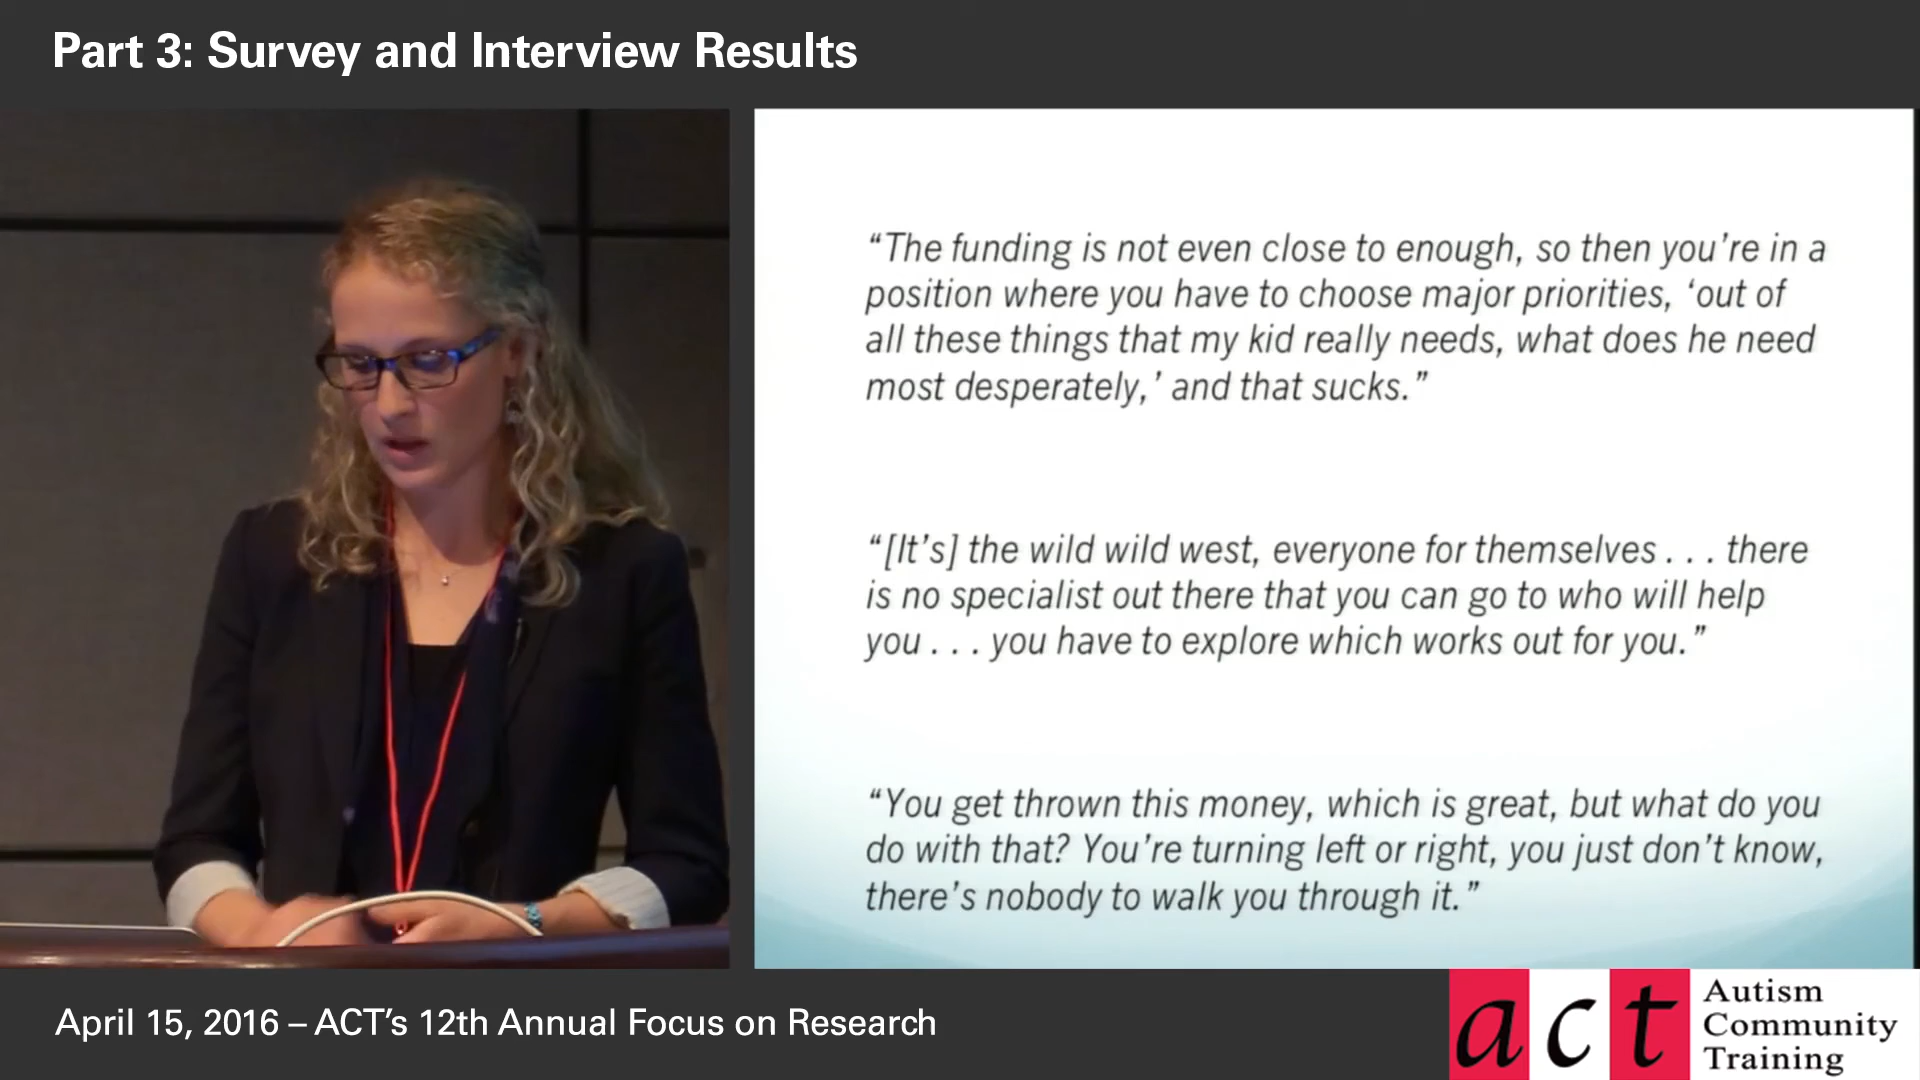 Part 3: Survey and Interview Results
“The funding is not even close to enough, so then you’re in a
position where you have to choose major priorities, ‘out of
all these things that my kid really needs, what does he need
most desperately,’ and that sucks.”
“[It’s] the wild wild west, everyone for themselves . . . there
is no specialist out there that you can go to who will help
you . . . you have to explore which works out for you.”
“You get thrown this money, which is great, but what do you
do with that? You’re turning left or right, you just don’t know,
there’s nobody to walk you through it.”
April 15, 2016 – ACT’s 12th Annual Focus on Research
act
Autism
Community
Training